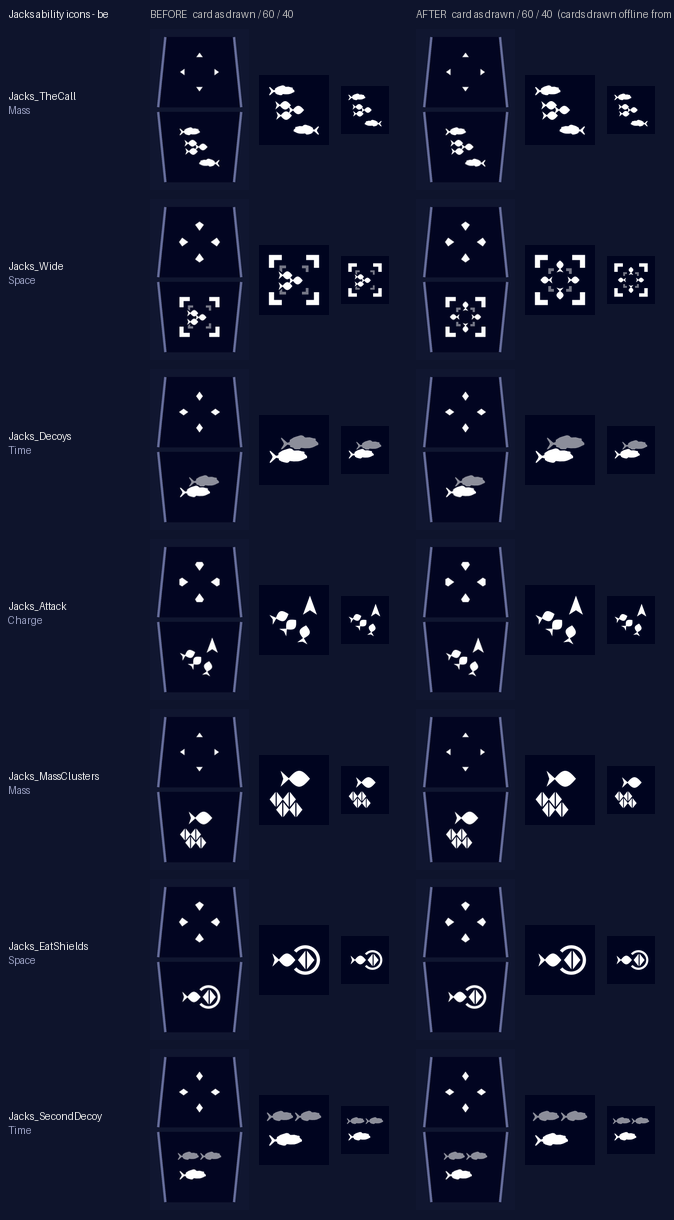 Jacks ability icons - be
BEFORE card as drawn / 60 / 40
AFTER card as drawn / 60 / 40 (cards drawn offline from
Jacks_TheCall
Mass
Jacks_Wide
Space
Jacks_Decoys
Time
Jacks_Attack
Charge
Jacks_MassClusters
Mass
Jacks_EatShields
Space
Jacks_SecondDecoy
Time